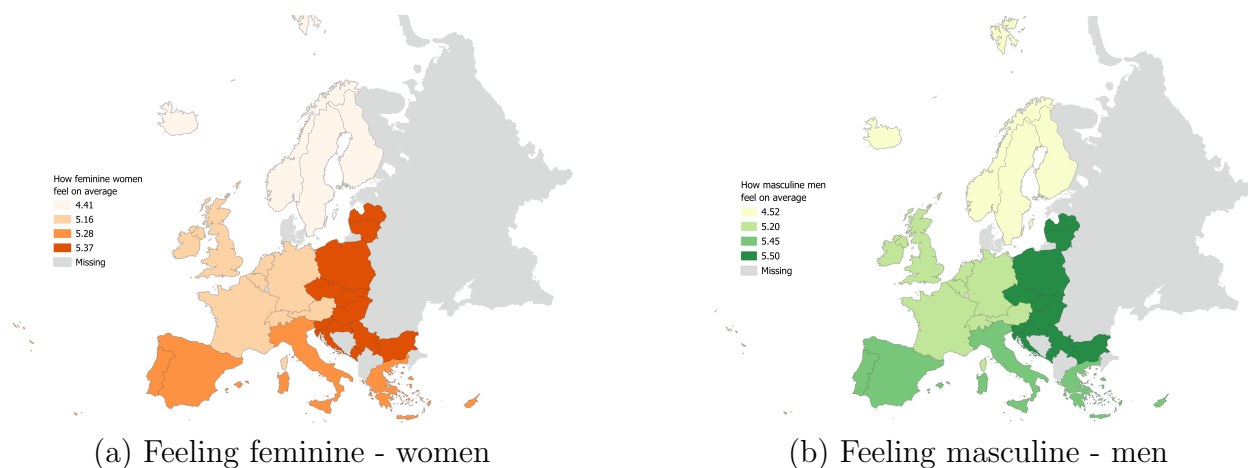 How feminine women
feel on average
4.41
5.16
5.28
5.37
Missing
(a) Feeling feminine - women
How masculine men
feel on average
4.52
5.20
5.45
5.50
Missing
(b) Feeling masculine - men